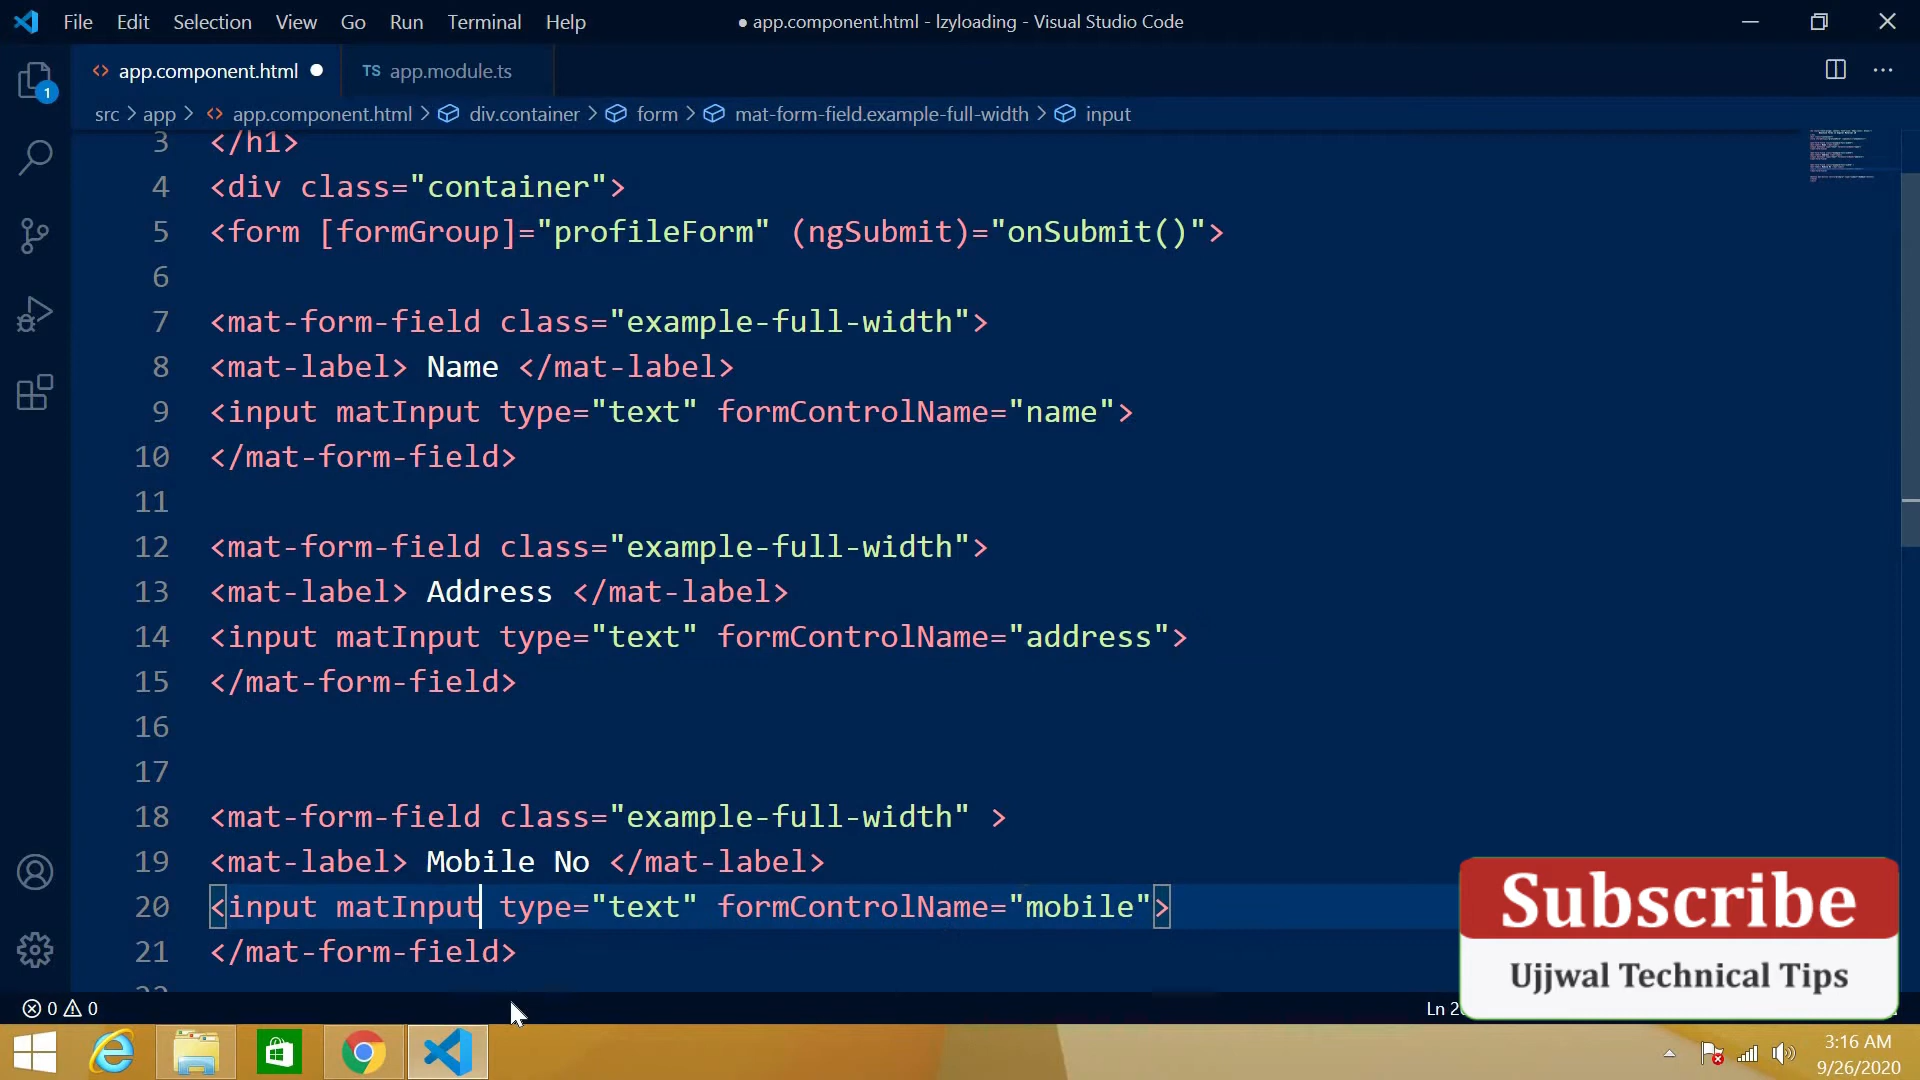 File Edit Selection View Go Run Terminal Help ● app.component.html - lzyloading - Visual Studio Code
<> app.component.html ● TS app.module.ts
1
src > app > <> app.component.html > div.container > form > mat-form-field.example-full-width > input
3 </h1>
4 <div class="container">
5 <form [formGroup]="profileForm" (ngSubmit)="onSubmit()">
6
7 <mat-form-field class="example-full-width">
8 <mat-label> Name </mat-label>
9 <input matInput type="text" formControlName="name">
10 </mat-form-field>
11
12 <mat-form-field class="example-full-width">
13 <mat-label> Address </mat-label>
14 <input matInput type="text" formControlName="address">
15 </mat-form-field>
16
17
18 <mat-form-field class="example-full-width" >
19 <mat-label> Mobile No </mat-label>
20 <input matInput type="text" formControlName="mobile">
21 </mat-form-field>
Subscribe
Ujjwal Technical Tips
0 0 Ln
3:16 AM
9/26/2020